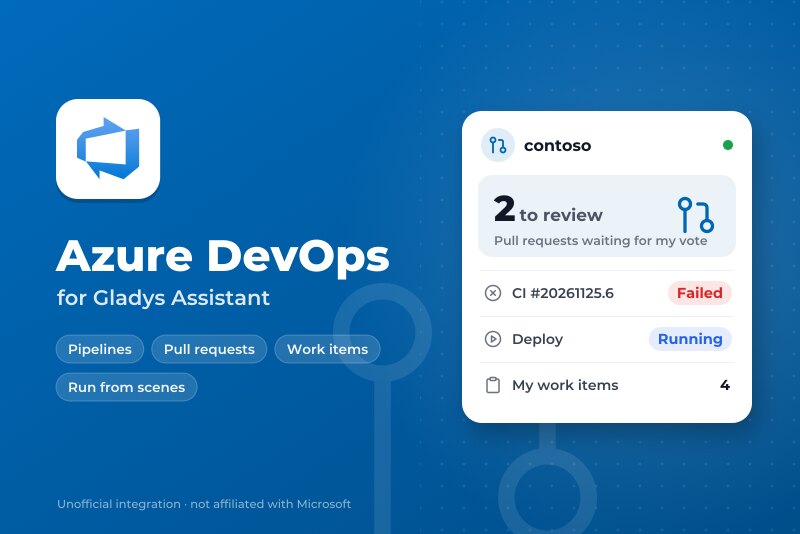 Azure DevOps
for Gladys Assistant
Pipelines
Pull requests
Work items
Run from scenes
Unofficial integration · not affiliated with Microsoft
contoso
2 to review
Pull requests waiting for my vote
CI #20261125.6
Failed
Deploy
Running
My work items
4